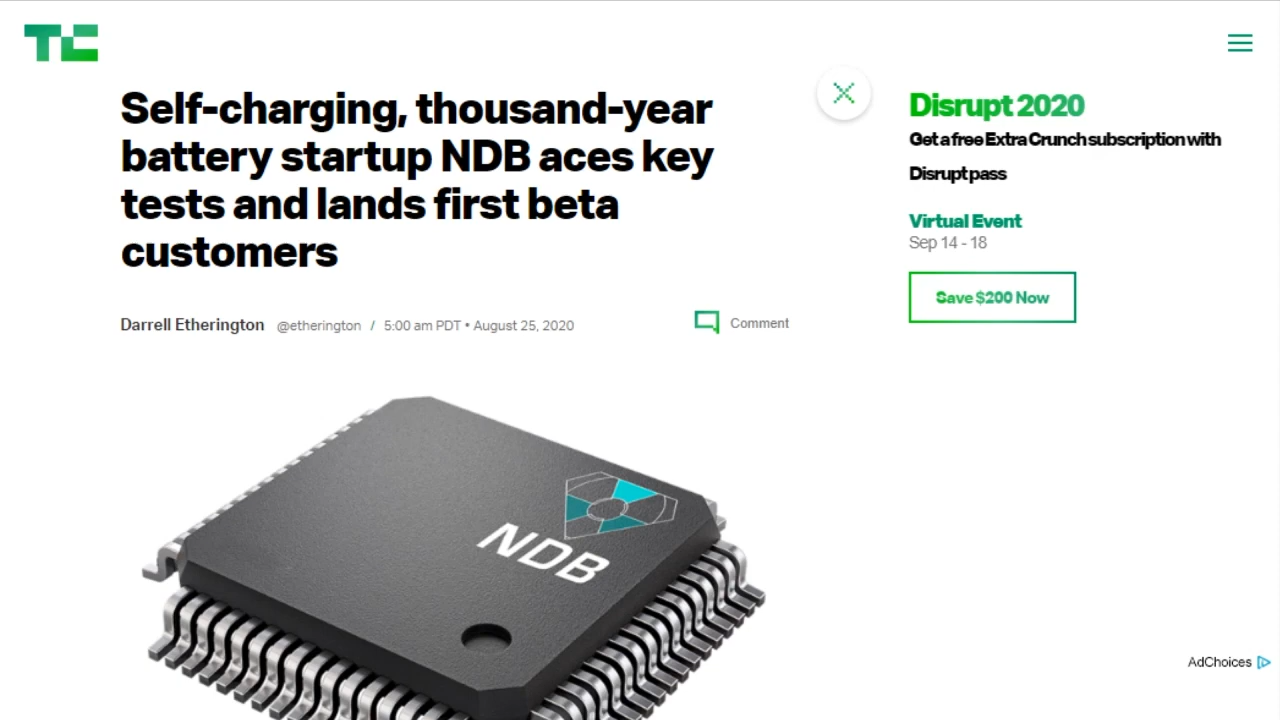 TC
Self-charging, thousand-year
battery startup NDB aces key
tests and lands first beta
customers
Darrell Etherington @etherington / 5:00 am PDT • August 25, 2020
Comment
NDB
Disrupt 2020
Get a free Extra Crunch subscription with
Disrupt pass
Virtual Event
Sep 14 - 18
Save $200 Now
AdChoices